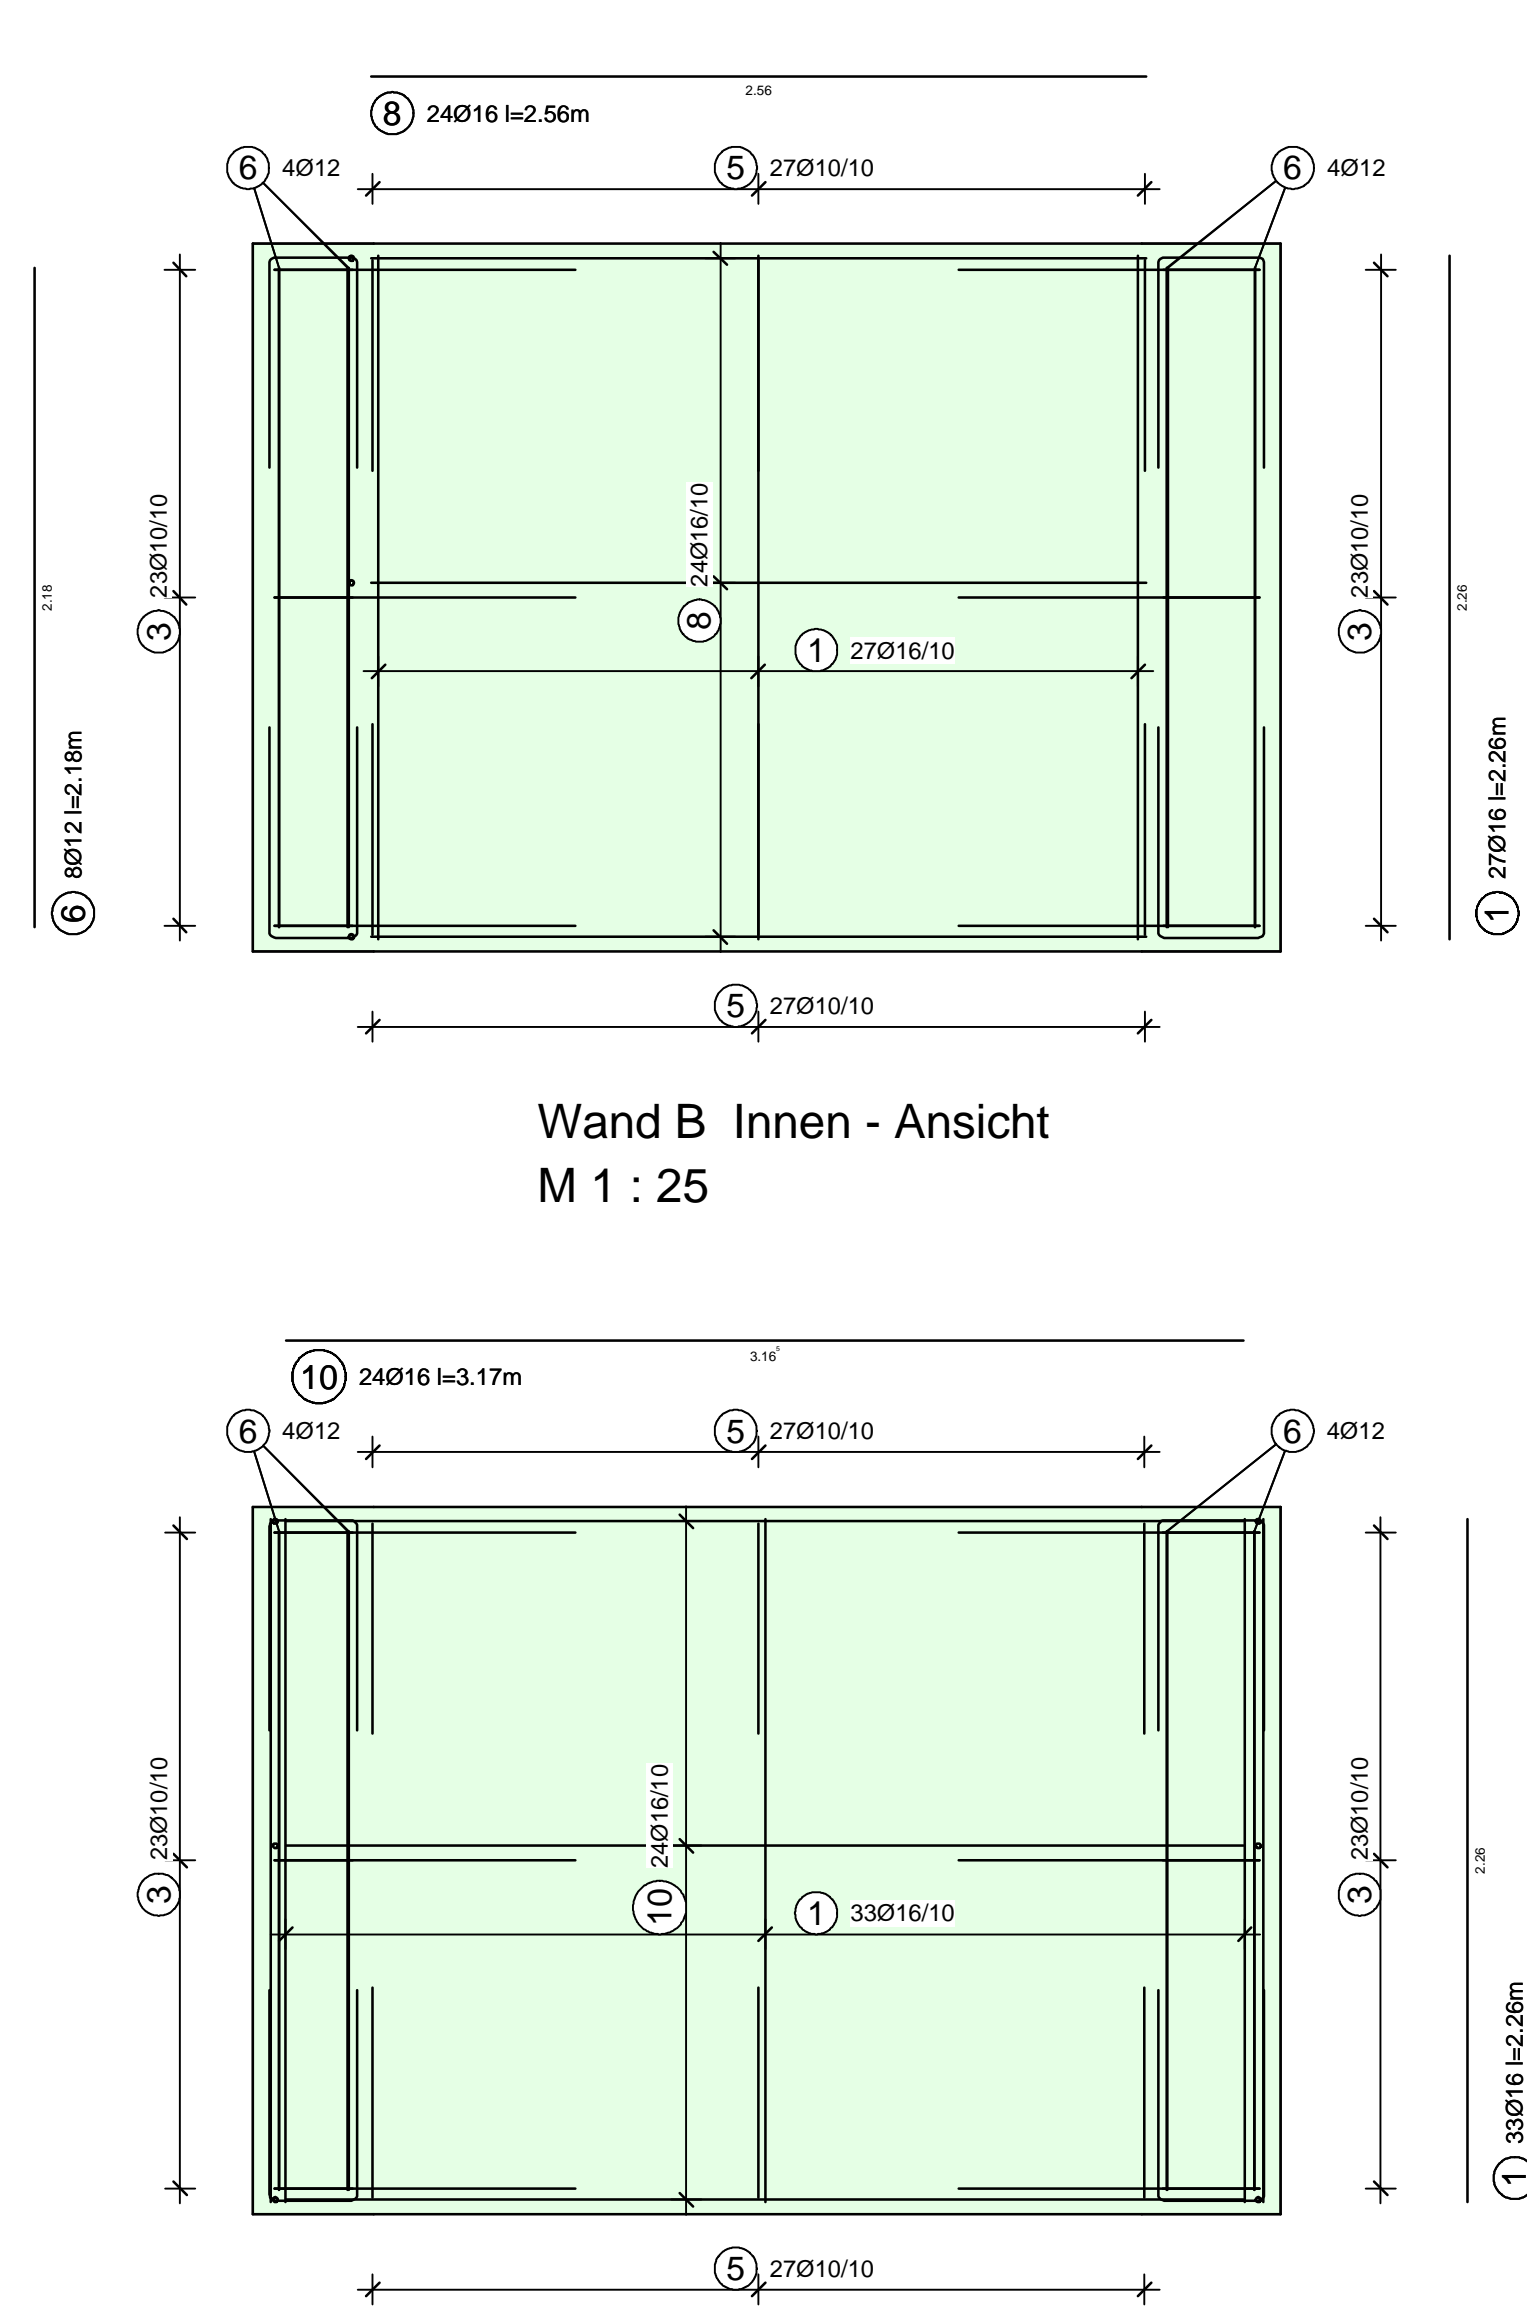 2.56
8 24Ø16 l=2.56m
6 4Ø12
5 27Ø10/10
6 4Ø12
24Ø16/10
8
23Ø10/10
3
23Ø10/10
3
2.18
2.26
1 27Ø16/10
6 8Ø12 l=2.18m
1 27Ø16 l=2.26m
5 27Ø10/10
Wand B Innen - Ansicht
M 1 : 25
3.16⁵
10 24Ø16 l=3.17m
6 4Ø12
5 27Ø10/10
6 4Ø12
24Ø16/10
10
23Ø10/10
3
23Ø10/10
3
2.26
1 33Ø16/10
1 33Ø16 l=2.26m
5 27Ø10/10